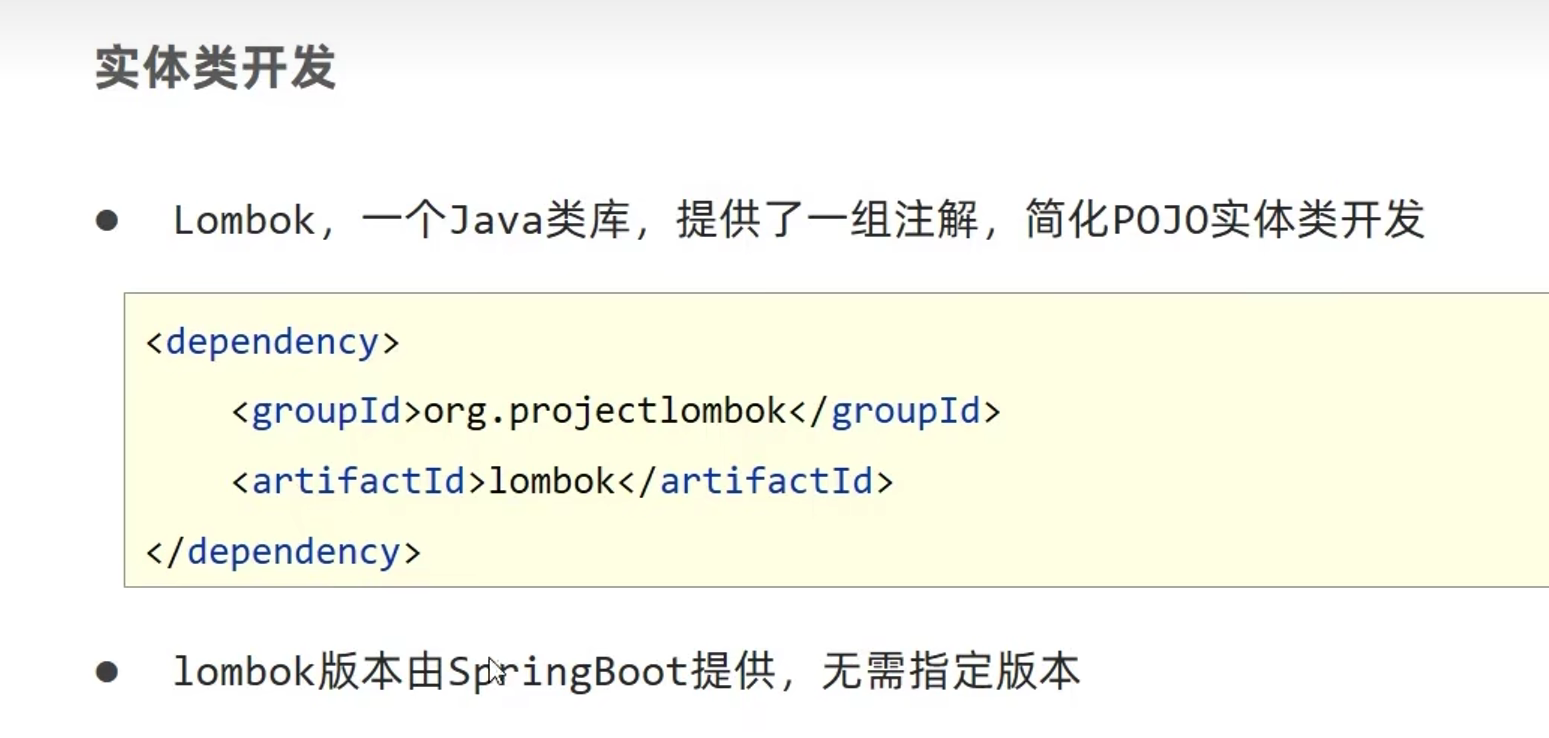 实体类开发
● Lombok，一个Java类库，提供了一组注解，简化POJO实体类开发
<dependency>
    <groupId>org.projectlombok</groupId>
    <artifactId>lombok</artifactId>
</dependency>
● lombok版本由SpringBoot提供，无需指定版本